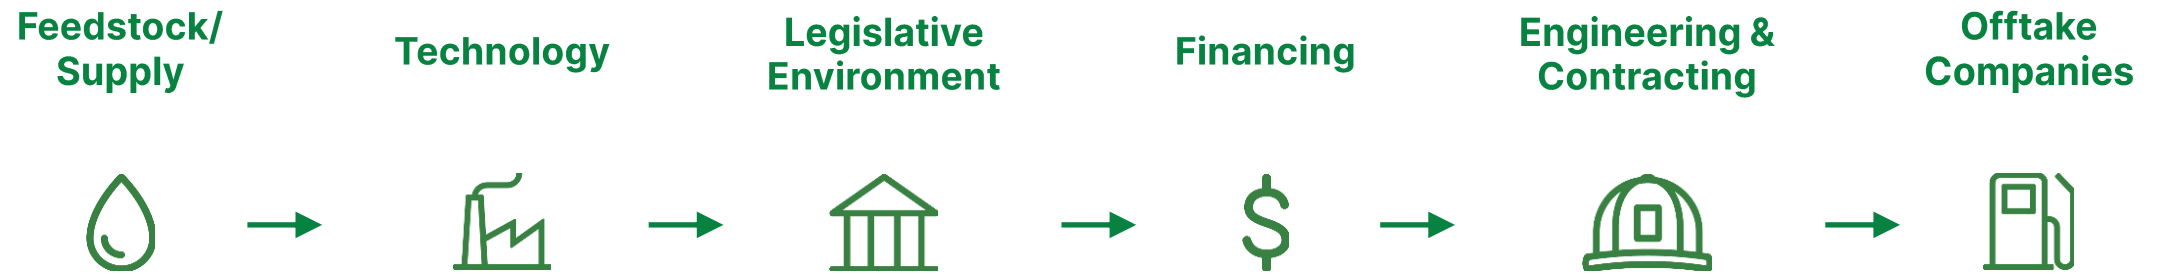 Feedstock/
Supply
Technology
Legislative
Environment
Financing
Engineering &
Contracting
Offtake
Companies